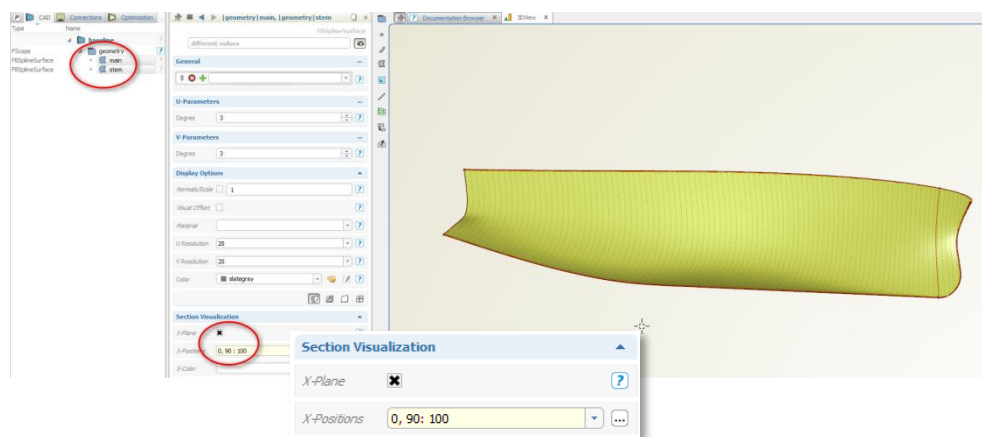 CAD Connections Optimization
Type Name
baseline
FScope geometry
FBSplineSurface main
FBSplineSurface stem
|geometry|main, |geometry|stem
FBSplineSurface
different values
General
U-Parameters
Degree 3
V-Parameters
Degree 3
Display Options
Normals/Scale 1
Visual Offset
Material
U Resolution 20
V Resolution 20
Color slategray
Section Visualization
X-Plane
X-Positions 0, 90 : 100
X-Color
Documentation Browser 3DView
Section Visualization
X-Plane
X-Positions 0, 90: 100